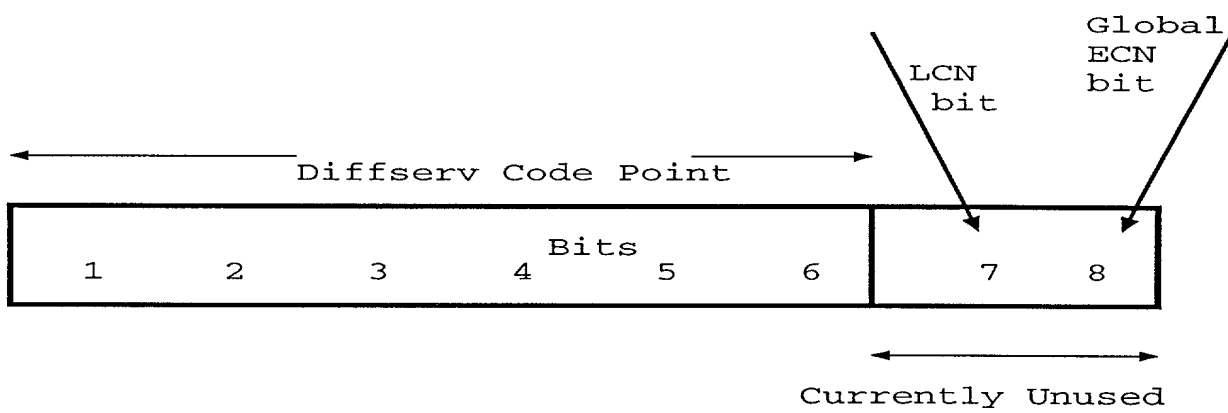 Global
ECN
bit
LCN
bit
Diffserv Code Point
Bits
1 2 3 4 5 6 7 8
Currently Unused